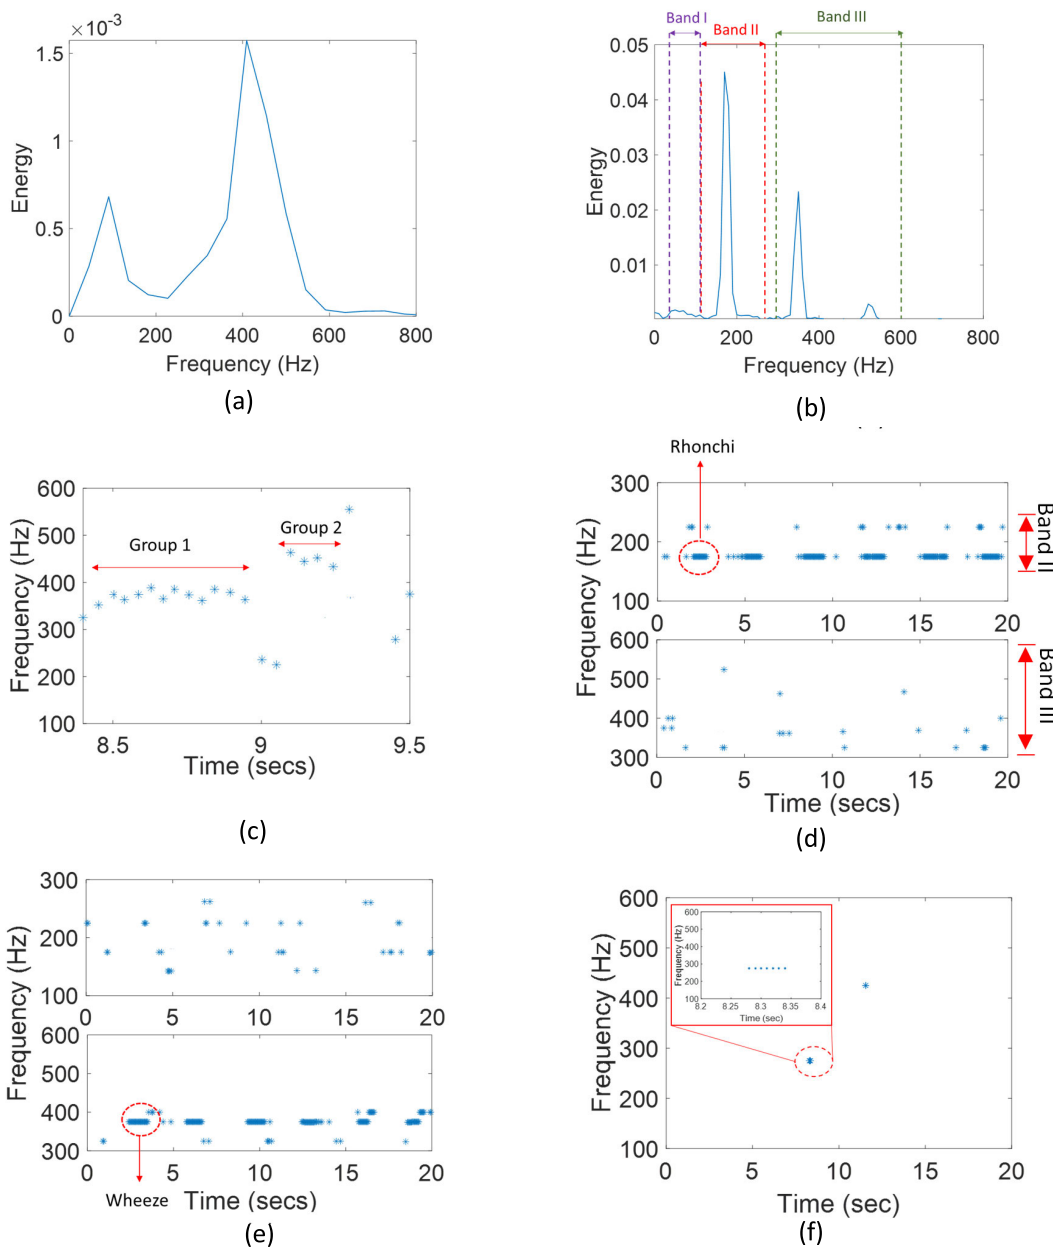 ×10⁻³
1.5
1
0.5
0
Energy
0 200 400 600 800
Frequency (Hz)
(a)
Band I
Band II
Band III
0.05
0.04
0.03
0.02
0.01
Energy
0 200 400 600 800
Frequency (Hz)
(b)
600
500
400
300
200
100
Frequency (Hz)
Group 1
Group 2
8.5 9 9.5
Time (secs)
(c)
Rhonchi
300
200
100
0 5 10 15 20
Band II
600
500
400
300
Frequency (Hz)
0 5 10 15 20
Band III
Time (secs)
(d)
300
200
100
0 5 10 15 20
600
500
400
300
Frequency (Hz)
0 5 10 15 20
Wheeze
Time (secs)
(e)
600
500
400
300
200
100
Frequency (Hz)
600
500
400
300
200
100
Frequency (Hz)
8.2 8.25 8.3 8.35 8.4
Time (sec)
0 5 10 15 20
Time (sec)
(f)